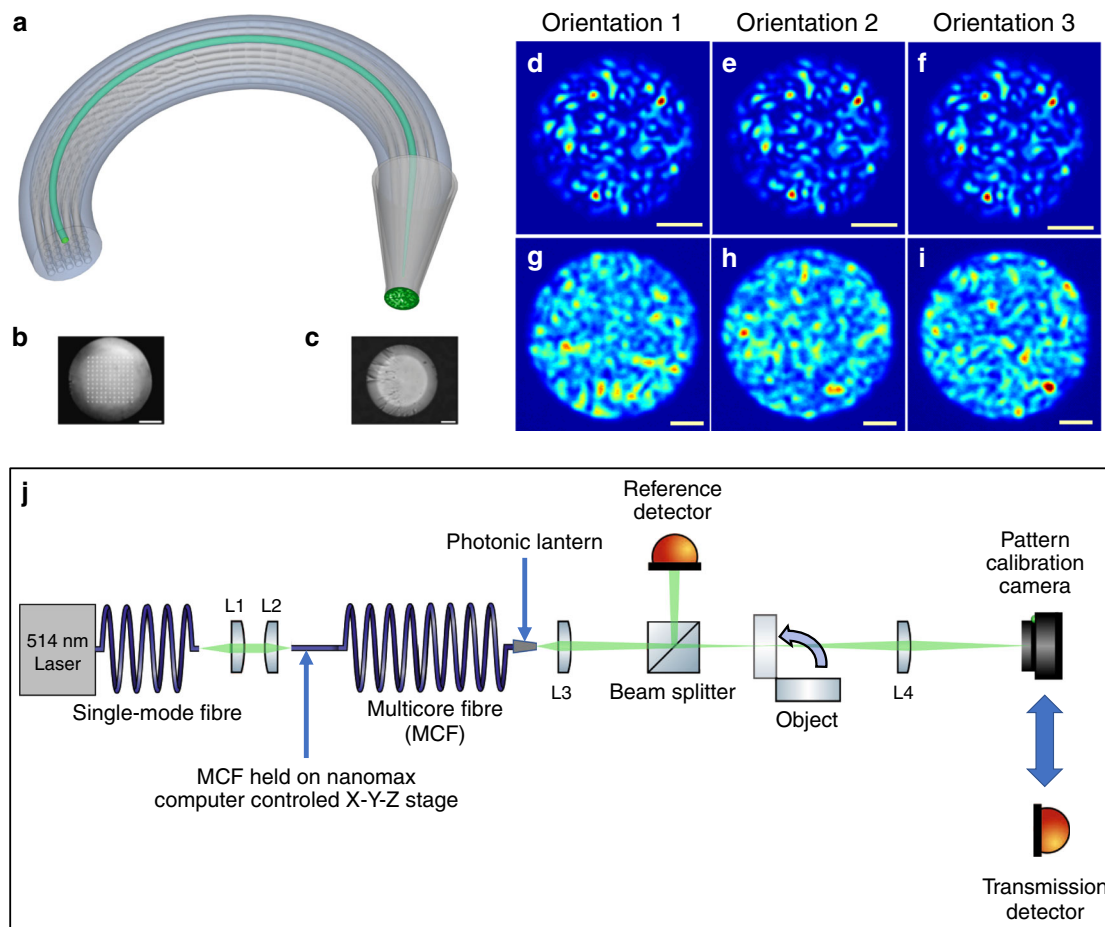 a
Orientation 1
Orientation 2
Orientation 3
d
e
f
g
h
i
b
c
j
Reference
detector
Photonic lantern
Pattern
calibration
camera
L1
L2
514 nm
Laser
L3
Beam splitter
L4
Single-mode fibre
Multicore fibre
(MCF)
Object
MCF held on nanomax
computer controled X-Y-Z stage
Transmission
detector